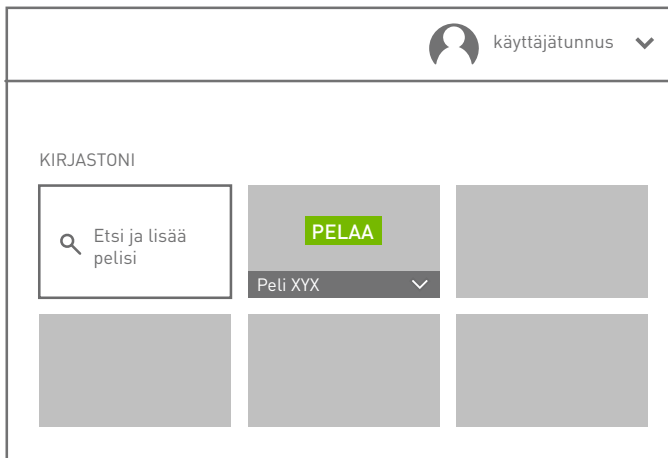 käyttäjätunnus
KIRJASTONI
Etsi ja lisää
pelisi
PELAA
Peli XYX